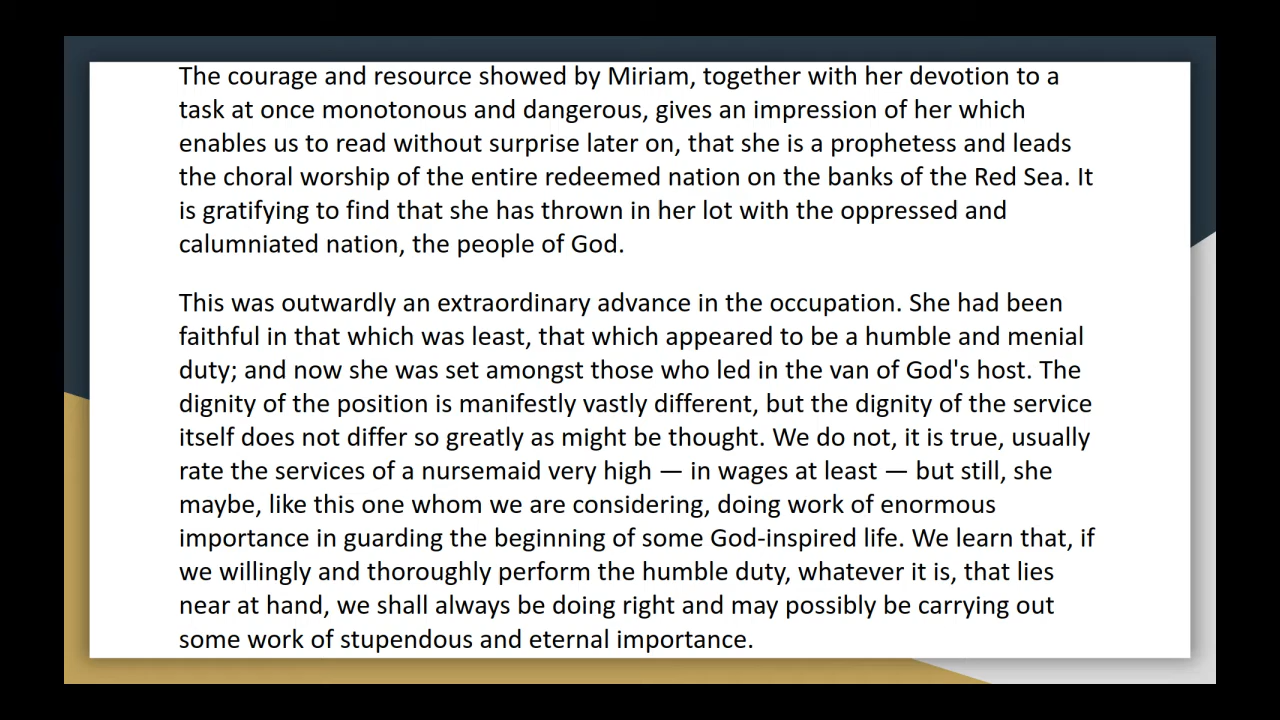 The courage and resource showed by Miriam, together with her devotion to a
task at once monotonous and dangerous, gives an impression of her which
enables us to read without surprise later on, that she is a prophetess and leads
the choral worship of the entire redeemed nation on the banks of the Red Sea. It
is gratifying to find that she has thrown in her lot with the oppressed and
calumniated nation, the people of God.
This was outwardly an extraordinary advance in the occupation. She had been
faithful in that which was least, that which appeared to be a humble and menial
duty; and now she was set amongst those who led in the van of God's host. The
dignity of the position is manifestly vastly different, but the dignity of the service
itself does not differ so greatly as might be thought. We do not, it is true, usually
rate the services of a nursemaid very high — in wages at least — but still, she
maybe, like this one whom we are considering, doing work of enormous
importance in guarding the beginning of some God-inspired life. We learn that, if
we willingly and thoroughly perform the humble duty, whatever it is, that lies
near at hand, we shall always be doing right and may possibly be carrying out
some work of stupendous and eternal importance.